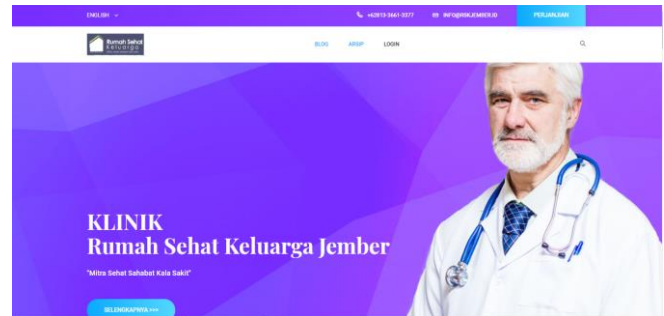 ENGLISH
+62813-3661-3377
INFO@RSKJEMBER.ID
PERJANJIAN
Rumah Sehat
Keluarga
BLOG ARSIP LOGIN
KLINIK
Rumah Sehat Keluarga Jember
"Mitra Sehat Sahabat Kala Sakit"
SELENGKAPNYA >>>